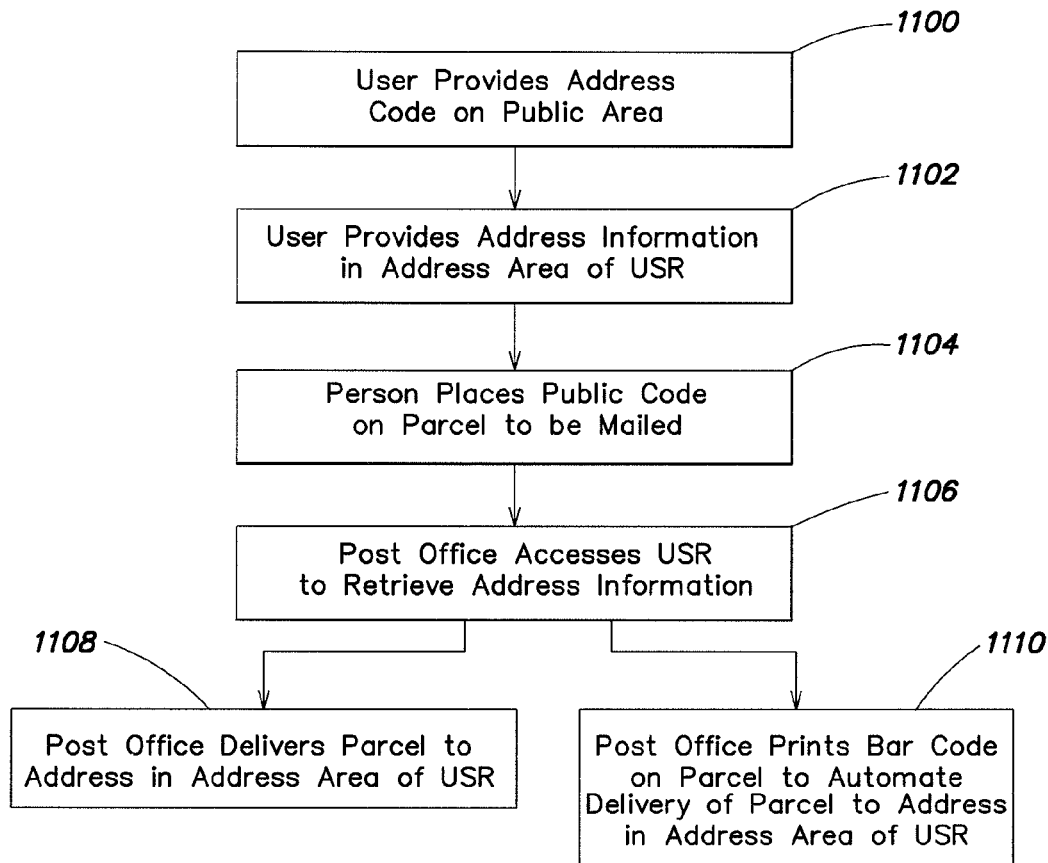 1100
User Provides Address
Code on Public Area
1102
User Provides Address Information
in Address Area of USR
1104
Person Places Public Code
on Parcel to be Mailed
1106
Post Office Accesses USR
to Retrieve Address Information
1108
1110
Post Office Delivers Parcel to
Address in Address Area of USR
Post Office Prints Bar Code
on Parcel to Automate
Delivery of Parcel to Address
in Address Area of USR